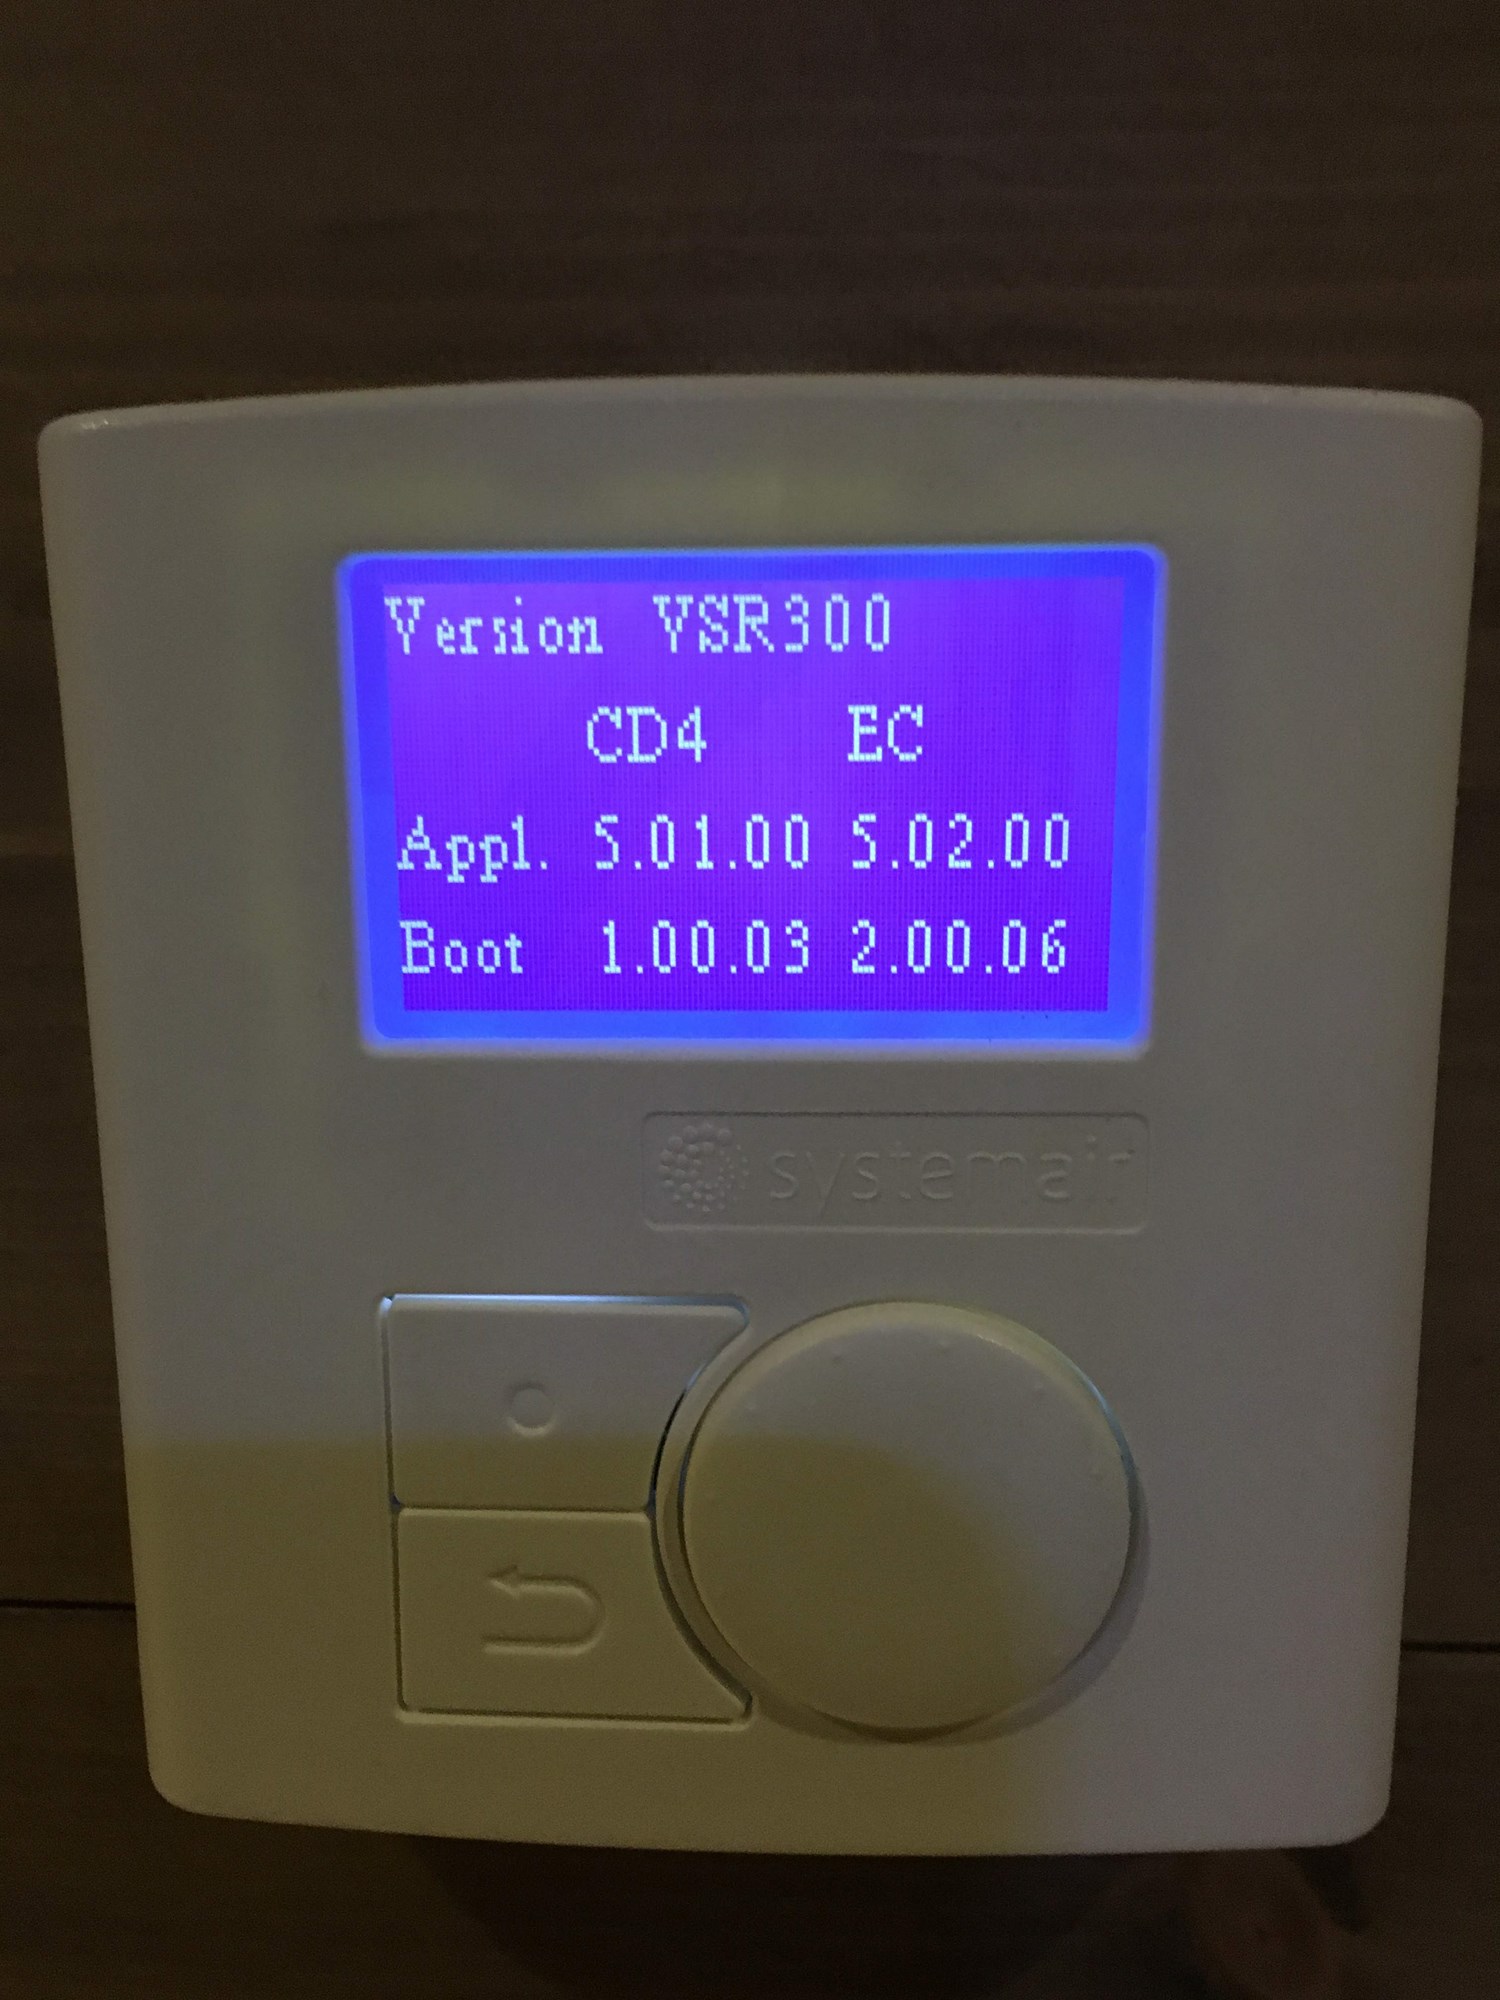 Version VSR300
CD4 EC
Appl. 5.01.00 5.02.00
Boot 1.00.03 2.00.06
systemair